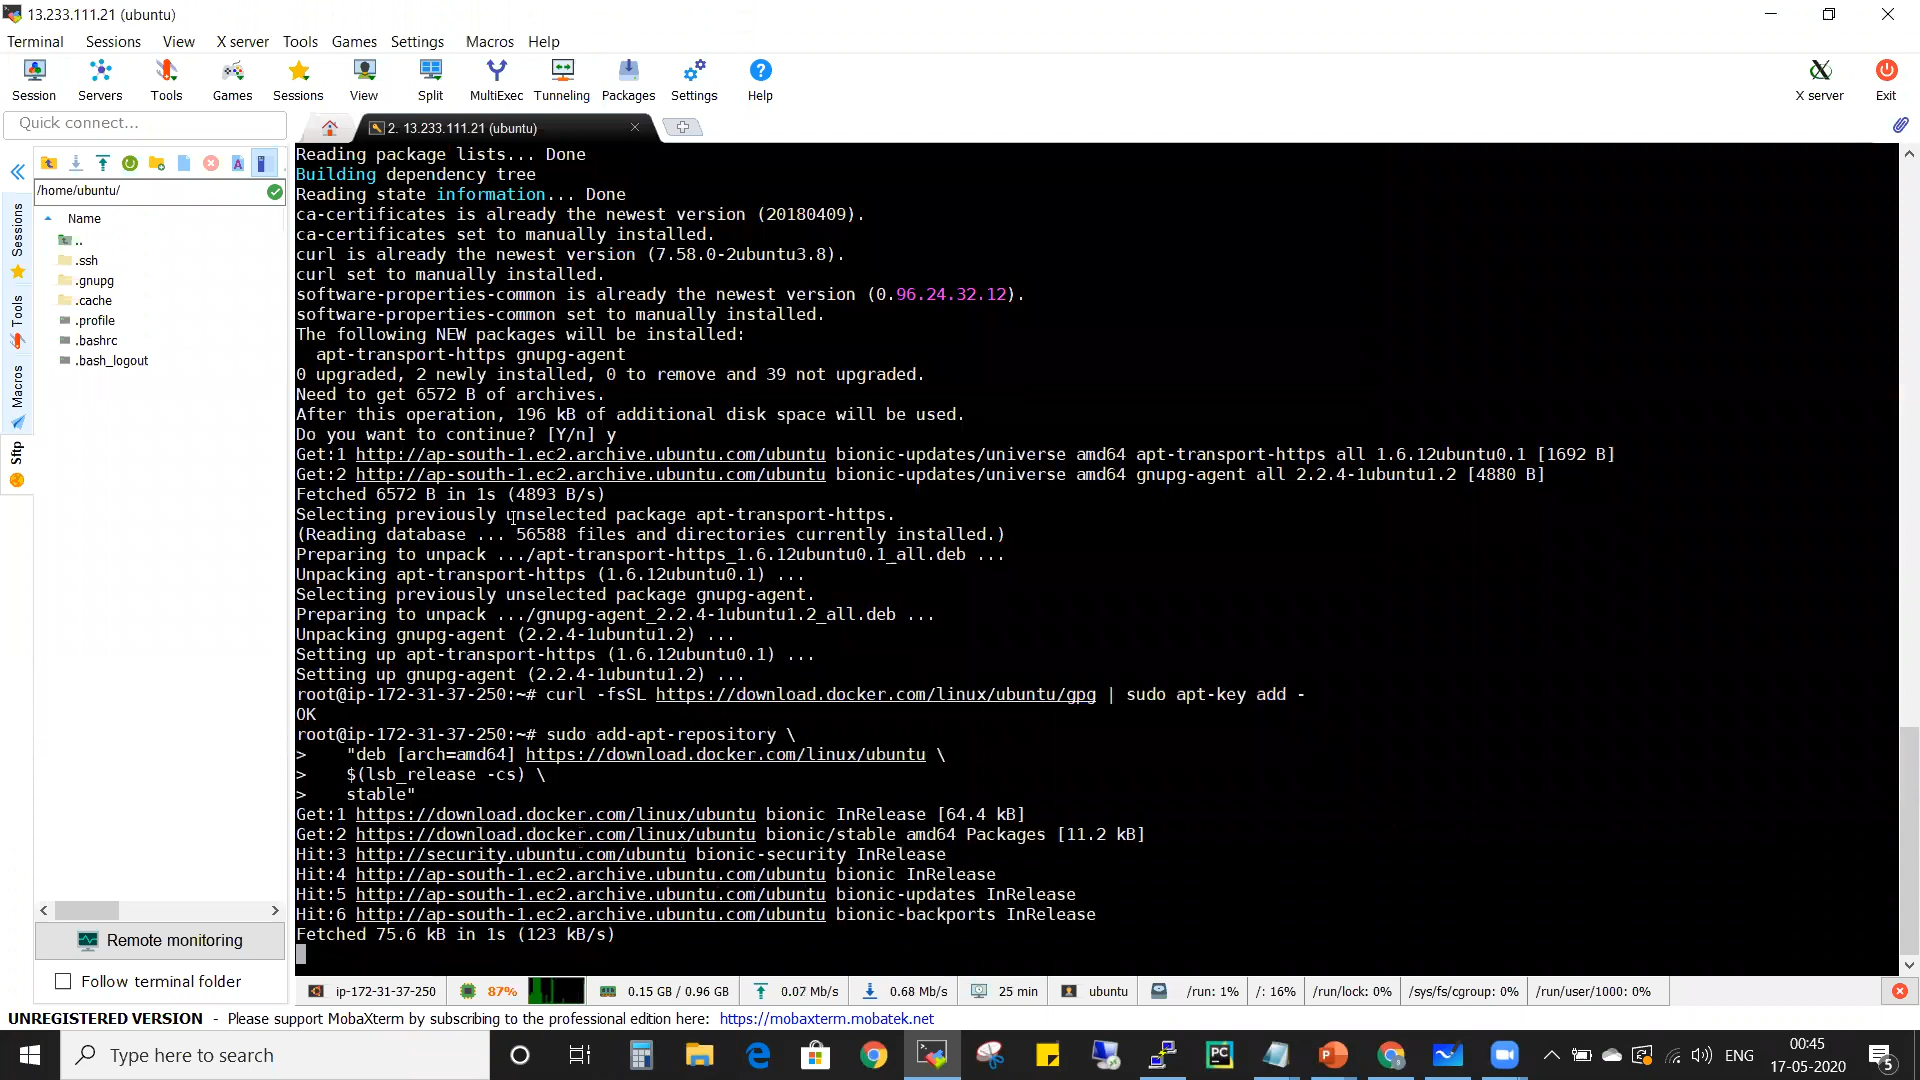 13.233.111.21 (ubuntu)
Terminal Sessions View X server Tools Games Settings Macros Help
Session Servers Tools Games Sessions View Split MultiExec Tunneling Packages Settings Help X server Exit
Quick connect...
2. 13.233.111.21 (ubuntu)
/home/ubuntu/
Name
..
.ssh
.gnupg
.cache
.profile
.bashrc
.bash_logout
Sessions
Tools
Macros
Sftp
Reading package lists... Done
Building dependency tree
Reading state information... Done
ca-certificates is already the newest version (20180409).
ca-certificates set to manually installed.
curl is already the newest version (7.58.0-2ubuntu3.8).
curl set to manually installed.
software-properties-common is already the newest version (0.96.24.32.12).
software-properties-common set to manually installed.
The following NEW packages will be installed:
  apt-transport-https gnupg-agent
0 upgraded, 2 newly installed, 0 to remove and 39 not upgraded.
Need to get 6572 B of archives.
After this operation, 196 kB of additional disk space will be used.
Do you want to continue? [Y/n] y
Get:1 http://ap-south-1.ec2.archive.ubuntu.com/ubuntu bionic-updates/universe amd64 apt-transport-https all 1.6.12ubuntu0.1 [1692 B]
Get:2 http://ap-south-1.ec2.archive.ubuntu.com/ubuntu bionic-updates/universe amd64 gnupg-agent all 2.2.4-1ubuntu1.2 [4880 B]
Fetched 6572 B in 1s (4893 B/s)
Selecting previously unselected package apt-transport-https.
(Reading database ... 56588 files and directories currently installed.)
Preparing to unpack .../apt-transport-https_1.6.12ubuntu0.1_all.deb ...
Unpacking apt-transport-https (1.6.12ubuntu0.1) ...
Selecting previously unselected package gnupg-agent.
Preparing to unpack .../gnupg-agent_2.2.4-1ubuntu1.2_all.deb ...
Unpacking gnupg-agent (2.2.4-1ubuntu1.2) ...
Setting up apt-transport-https (1.6.12ubuntu0.1) ...
Setting up gnupg-agent (2.2.4-1ubuntu1.2) ...
root@ip-172-31-37-250:~# curl -fsSL https://download.docker.com/linux/ubuntu/gpg | sudo apt-key add -
OK
root@ip-172-31-37-250:~# sudo add-apt-repository \
>    "deb [arch=amd64] https://download.docker.com/linux/ubuntu \
>    $(lsb_release -cs) \
>    stable"
Get:1 https://download.docker.com/linux/ubuntu bionic InRelease [64.4 kB]
Get:2 https://download.docker.com/linux/ubuntu bionic/stable amd64 Packages [11.2 kB]
Hit:3 http://security.ubuntu.com/ubuntu bionic-security InRelease
Hit:4 http://ap-south-1.ec2.archive.ubuntu.com/ubuntu bionic InRelease
Hit:5 http://ap-south-1.ec2.archive.ubuntu.com/ubuntu bionic-updates InRelease
Hit:6 http://ap-south-1.ec2.archive.ubuntu.com/ubuntu bionic-backports InRelease
Fetched 75.6 kB in 1s (123 kB/s)
Remote monitoring
Follow terminal folder
ip-172-31-37-250 87% 0.15 GB / 0.96 GB 0.07 Mb/s 0.68 Mb/s 25 min ubuntu /run: 1% /: 16% /run/lock: 0% /sys/fs/cgroup: 0% /run/user/1000: 0%
UNREGISTERED VERSION - Please support MobaXterm by subscribing to the professional edition here: https://mobaxterm.mobatek.net
Type here to search
ENG
00:45
17-05-2020
5